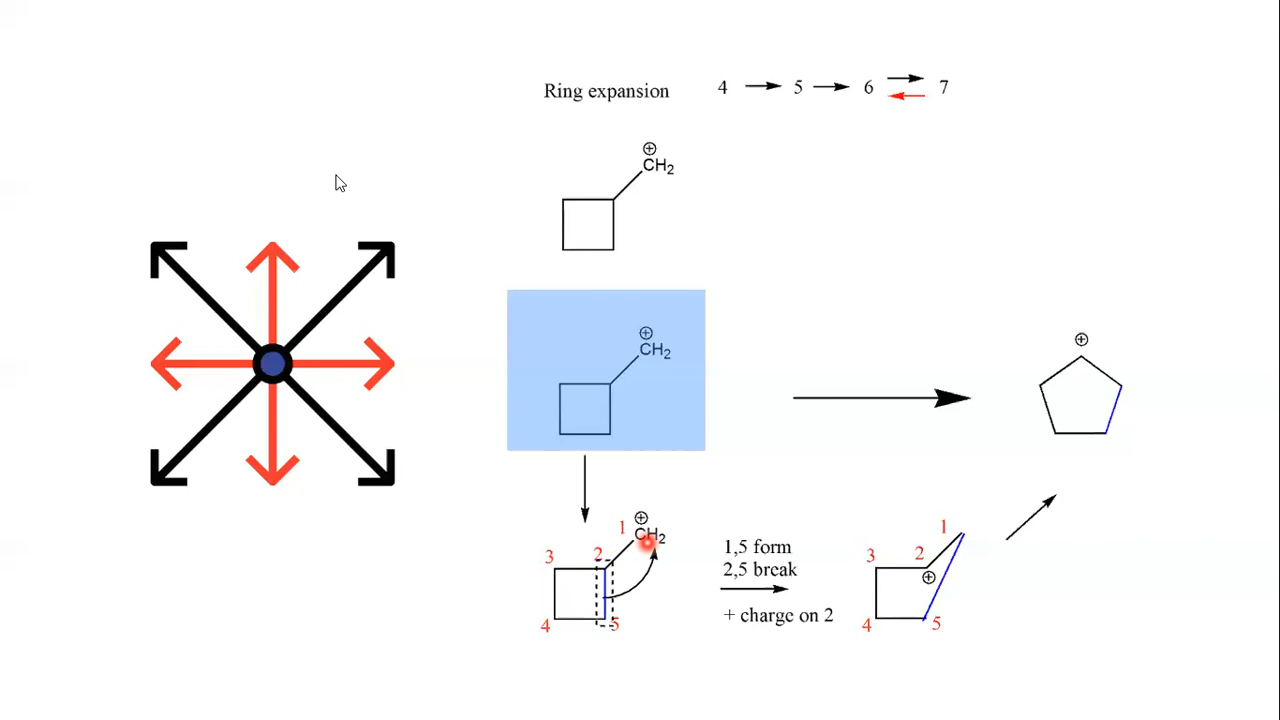 Ring expansion 4 → 5 → 6 ⇄ 7
⊕
CH₂
⊕
CH₂
⊕
⊕
1 CH₂
3 2
4 5
1,5 form
2,5 break
+ charge on 2
1
3 2
⊕
4 5